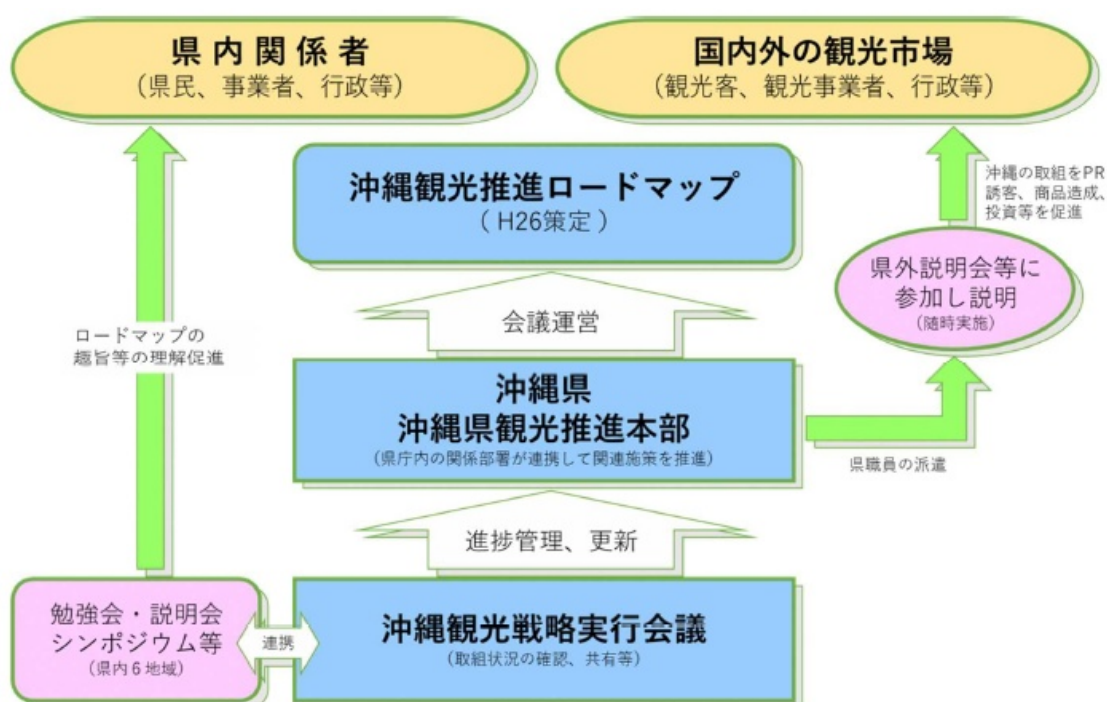 県内関係者
（県民、事業者、行政等）
国内外の観光市場
（観光客、観光事業者、行政等）
沖縄観光推進ロードマップ
（H26策定）
沖縄の取組をPR
誘客、商品造成、
投資等を促進
県外説明会等に
参加し説明
（随時実施）
会議運営
ロードマップの
趣旨等の理解促進
沖縄県
沖縄県観光推進本部
（県庁内の関係部署が連携して関連施策を推進）
県職員の派遣
進捗管理、更新
勉強会・説明会
シンポジウム等
（県内６地域）
連携
沖縄観光戦略実行会議
（取組状況の確認、共有等）